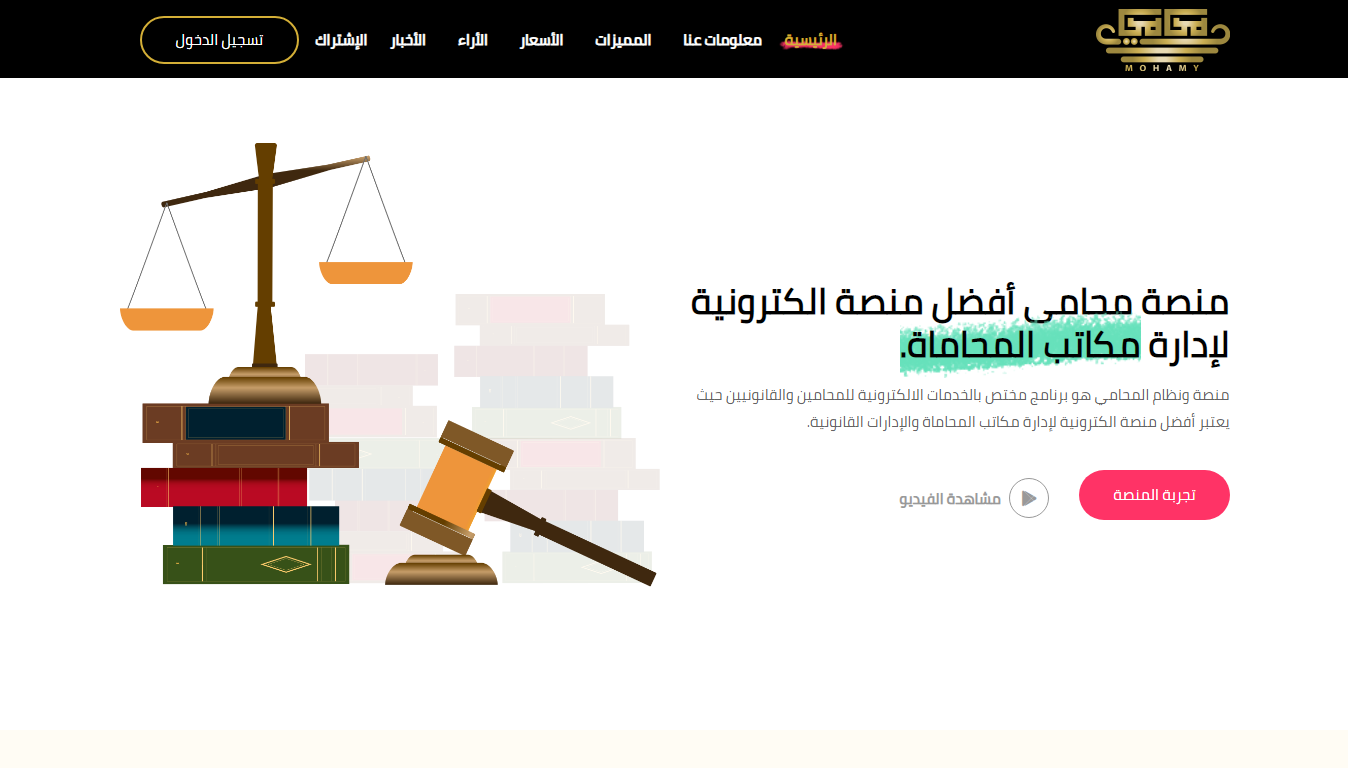 محامي
MOHAMY
الرئيسية
معلومات عنا
المميزات
الأسعار
الأراء
الأخبار
الإشتراك
تسجيل الدخول
منصة محامى أفضل منصة الكترونية
لإدارة مكاتب المحاماة.
منصة ونظام المحامي هو برنامج مختص بالخدمات الالكترونية للمحامين والقانونيين حيث
يعتبر أفضل منصة الكترونية لإدارة مكاتب المحاماة والإدارات القانونية.
تجربة المنصة
مشاهدة الفيديو